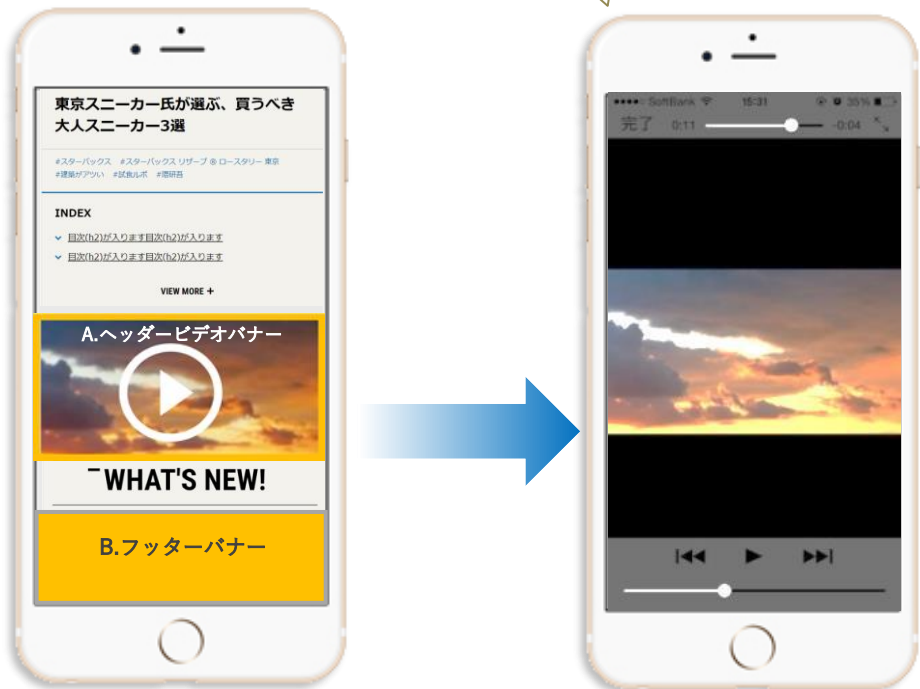 東京スニーカー氏が選ぶ、買うべき
大人スニーカー3選
#スターバックス #スターバックス リザーブ ® ロースタリー 東京
#建築がアツい #試食ルポ #隈研吾
INDEX
目次(h2)が入ります目次(h2)が入ります
目次(h2)が入ります目次(h2)が入ります
VIEW MORE +
A.ヘッダービデオバナー
WHAT'S NEW!
B.フッターバナー
SoftBank 15:31 35%
完了 0:11 -0:04